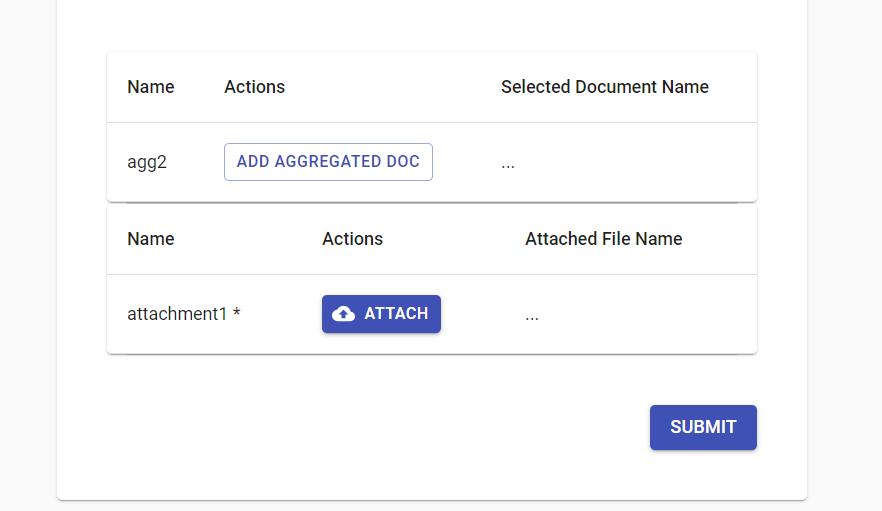 Name Actions Selected Document Name
agg2 ADD AGGREGATED DOC ...
Name Actions Attached File Name
attachment1 * ATTACH ...
SUBMIT